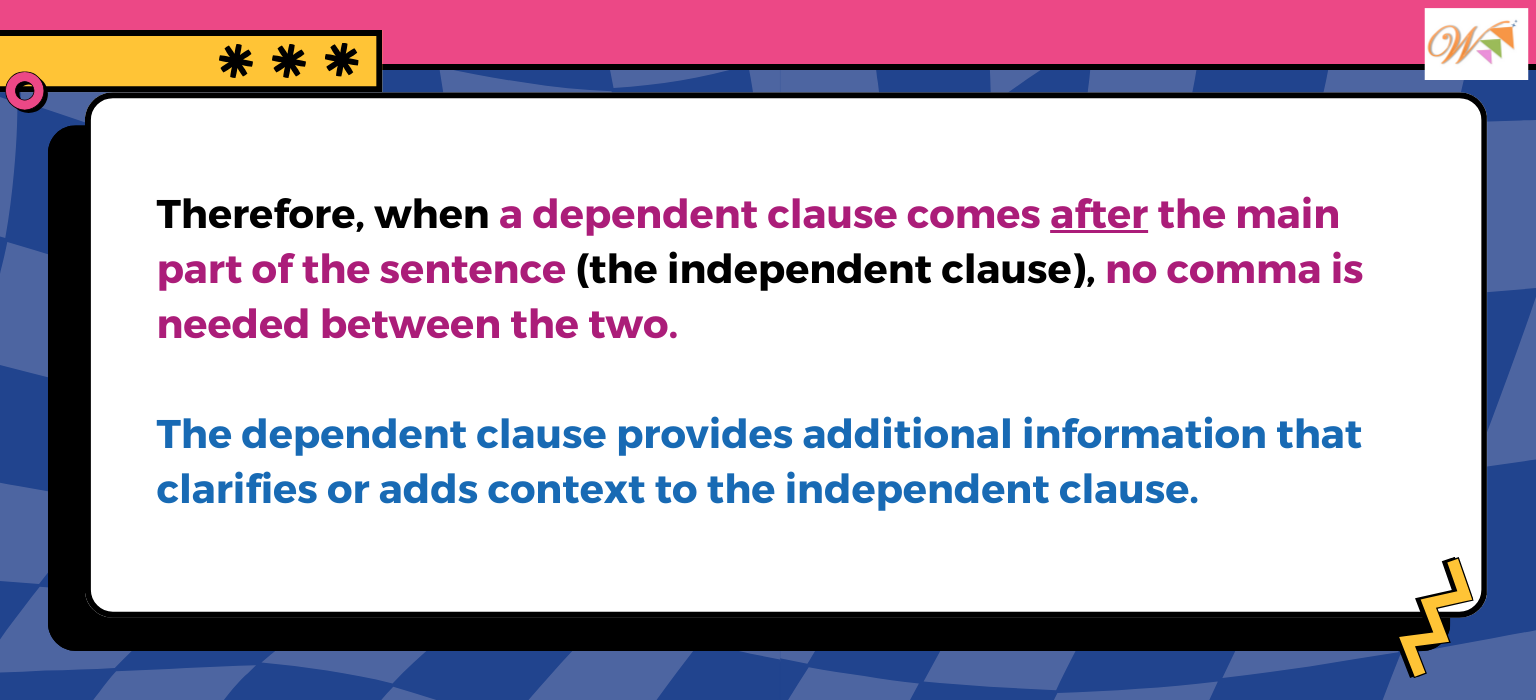 W
Therefore, when a dependent clause comes after the main
part of the sentence (the independent clause), no comma is
needed between the two.
The dependent clause provides additional information that
clarifies or adds context to the independent clause.